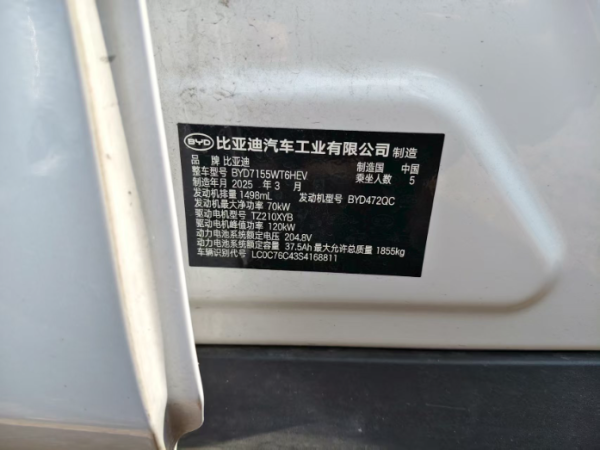 BYD 比亚迪汽车工业有限公司 制造
品 牌 比亚迪 制造国 中国
整车型号 BYD7155WT6HEV 乘坐人数 5
制造年月 2025 年 3 月
发动机排量 1498mL 发动机型号 BYD472QC
发动机最大净功率 70kW
驱动电机型号 TZ210XYB
驱动电机峰值功率 120kW
动力电池系统额定电压 204.8V
动力电池系统额定容量 37.5Ah 最大允许总质量 1855kg
车辆识别代号 LC0C76C43S4168811